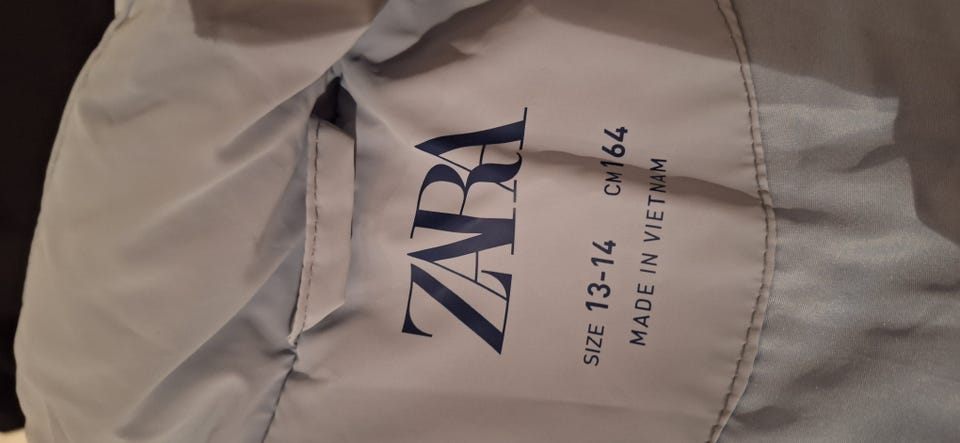 ZARA
SIZE 13-14 CM164
MADE IN VIETNAM